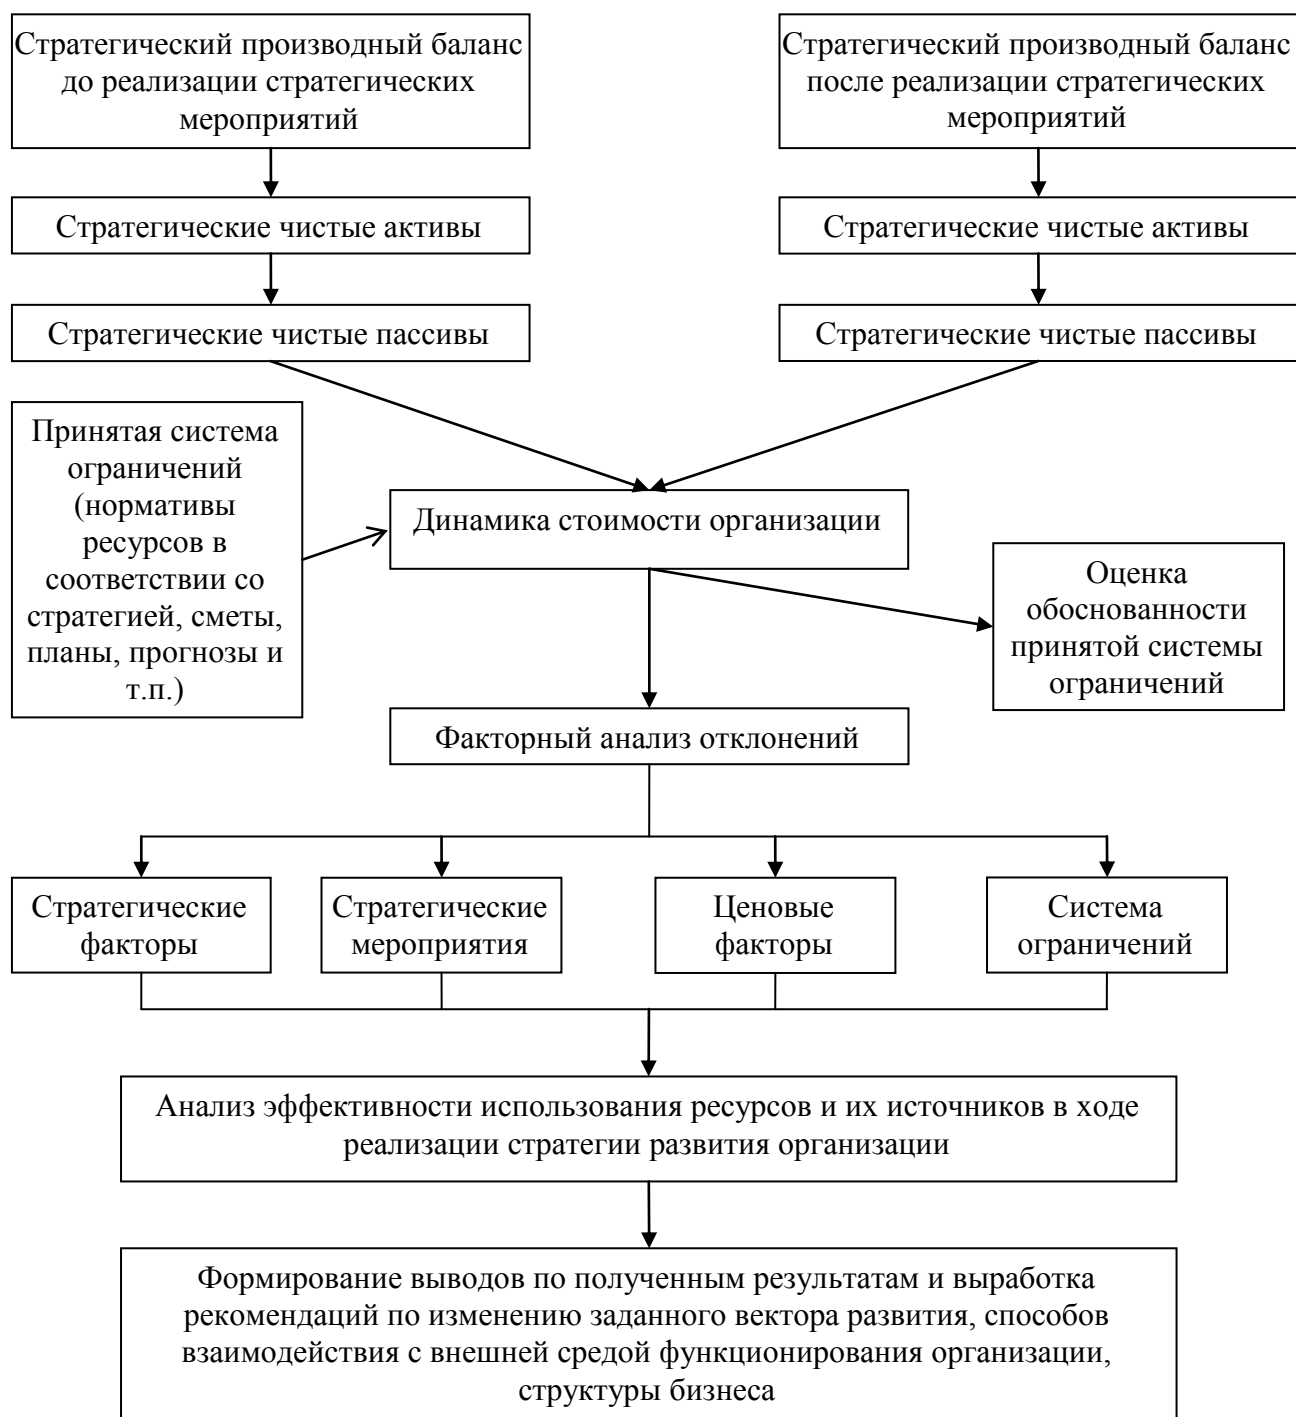 Стратегический производный баланс
до реализации стратегических
мероприятий
Стратегический производный баланс
после реализации стратегических
мероприятий
Стратегические чистые активы
Стратегические чистые активы
Стратегические чистые пассивы
Стратегические чистые пассивы
Принятая система
ограничений
(нормативы
ресурсов в
соответствии со
стратегией, сметы,
планы, прогнозы и
т.п.)
Динамика стоимости организации
Оценка
обоснованности
принятой системы
ограничений
Факторный анализ отклонений
Стратегические
факторы
Стратегические
мероприятия
Ценовые
факторы
Система
ограничений
Анализ эффективности использования ресурсов и их источников в ходе
реализации стратегии развития организации
Формирование выводов по полученным результатам и выработка
рекомендаций по изменению заданного вектора развития, способов
взаимодействия с внешней средой функционирования организации,
структуры бизнеса